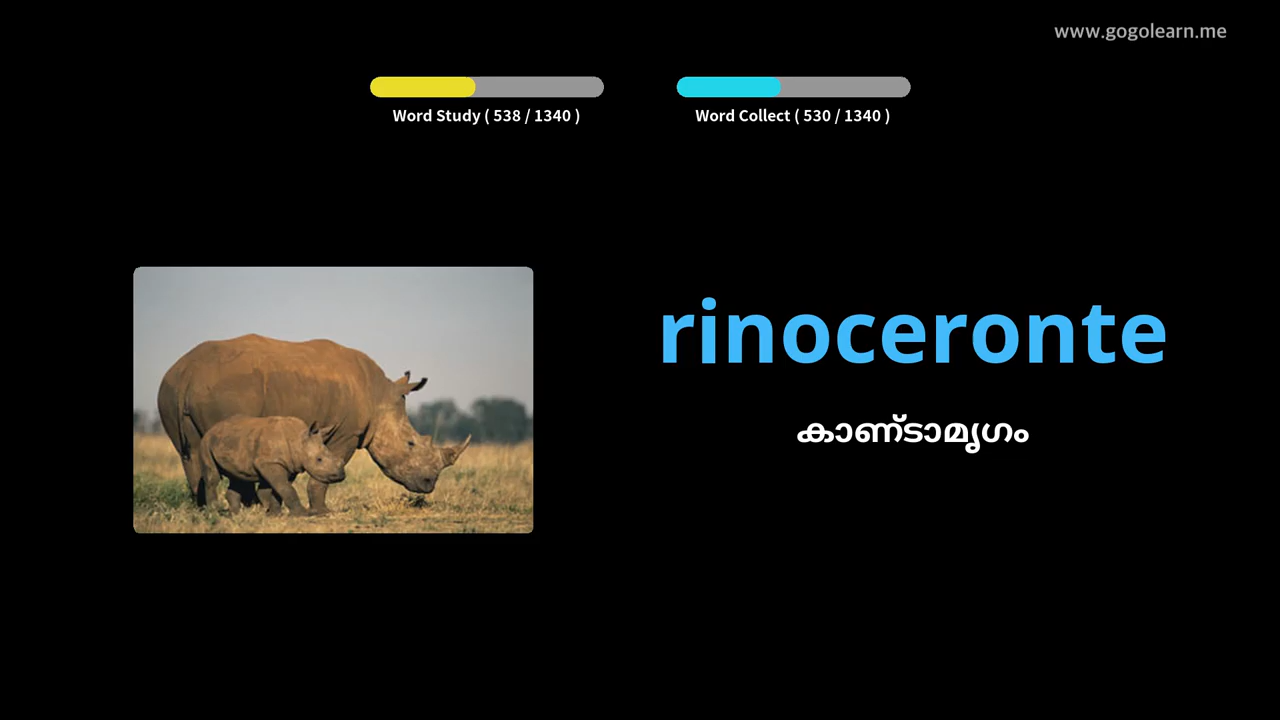 www.gogolearn.me
Word Study ( 538 / 1340 )
Word Collect ( 530 / 1340 )
rinoceronte
കാണ്ടാമൃഗം